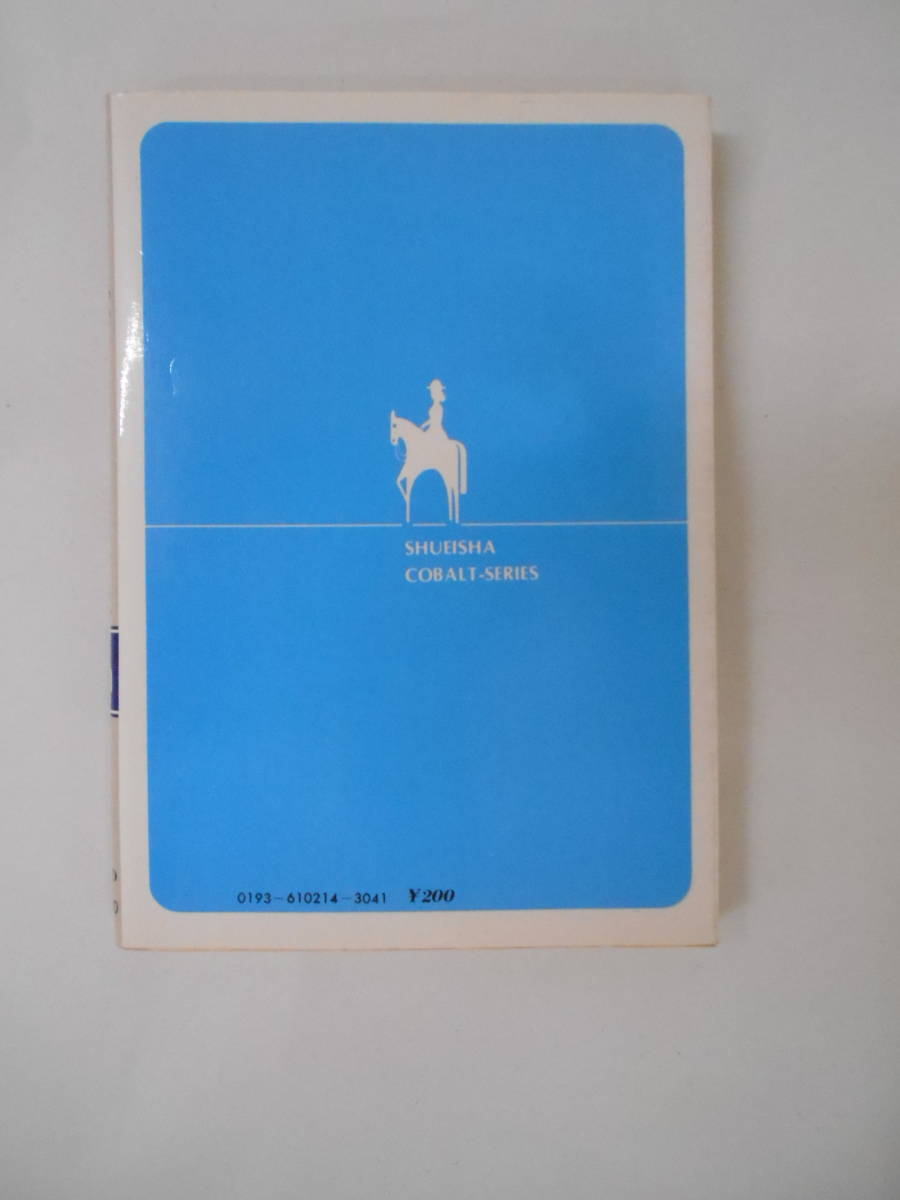 SHUEISHA
COBALT-SERIES
0193-610214-3041 ¥200